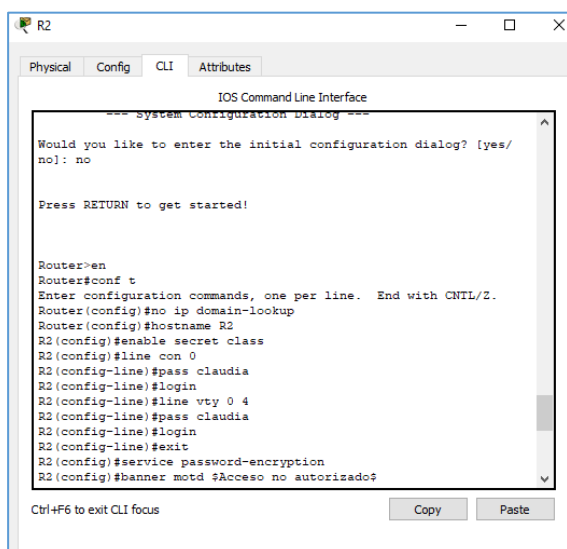 R2
Physical Config CLI Attributes
IOS Command Line Interface
--- System Configuration Dialog ---
Would you like to enter the initial configuration dialog? [yes/
no]: no
Press RETURN to get started!
Router>en
Router#conf t
Enter configuration commands, one per line. End with CNTL/Z.
Router(config)#no ip domain-lookup
Router(config)#hostname R2
R2(config)#enable secret class
R2(config)#line con 0
R2(config-line)#pass claudia
R2(config-line)#login
R2(config-line)#line vty 0 4
R2(config-line)#pass claudia
R2(config-line)#login
R2(config-line)#exit
R2(config)#service password-encryption
R2(config)#banner motd $Acceso no autorizado$
Ctrl+F6 to exit CLI focus
Copy Paste